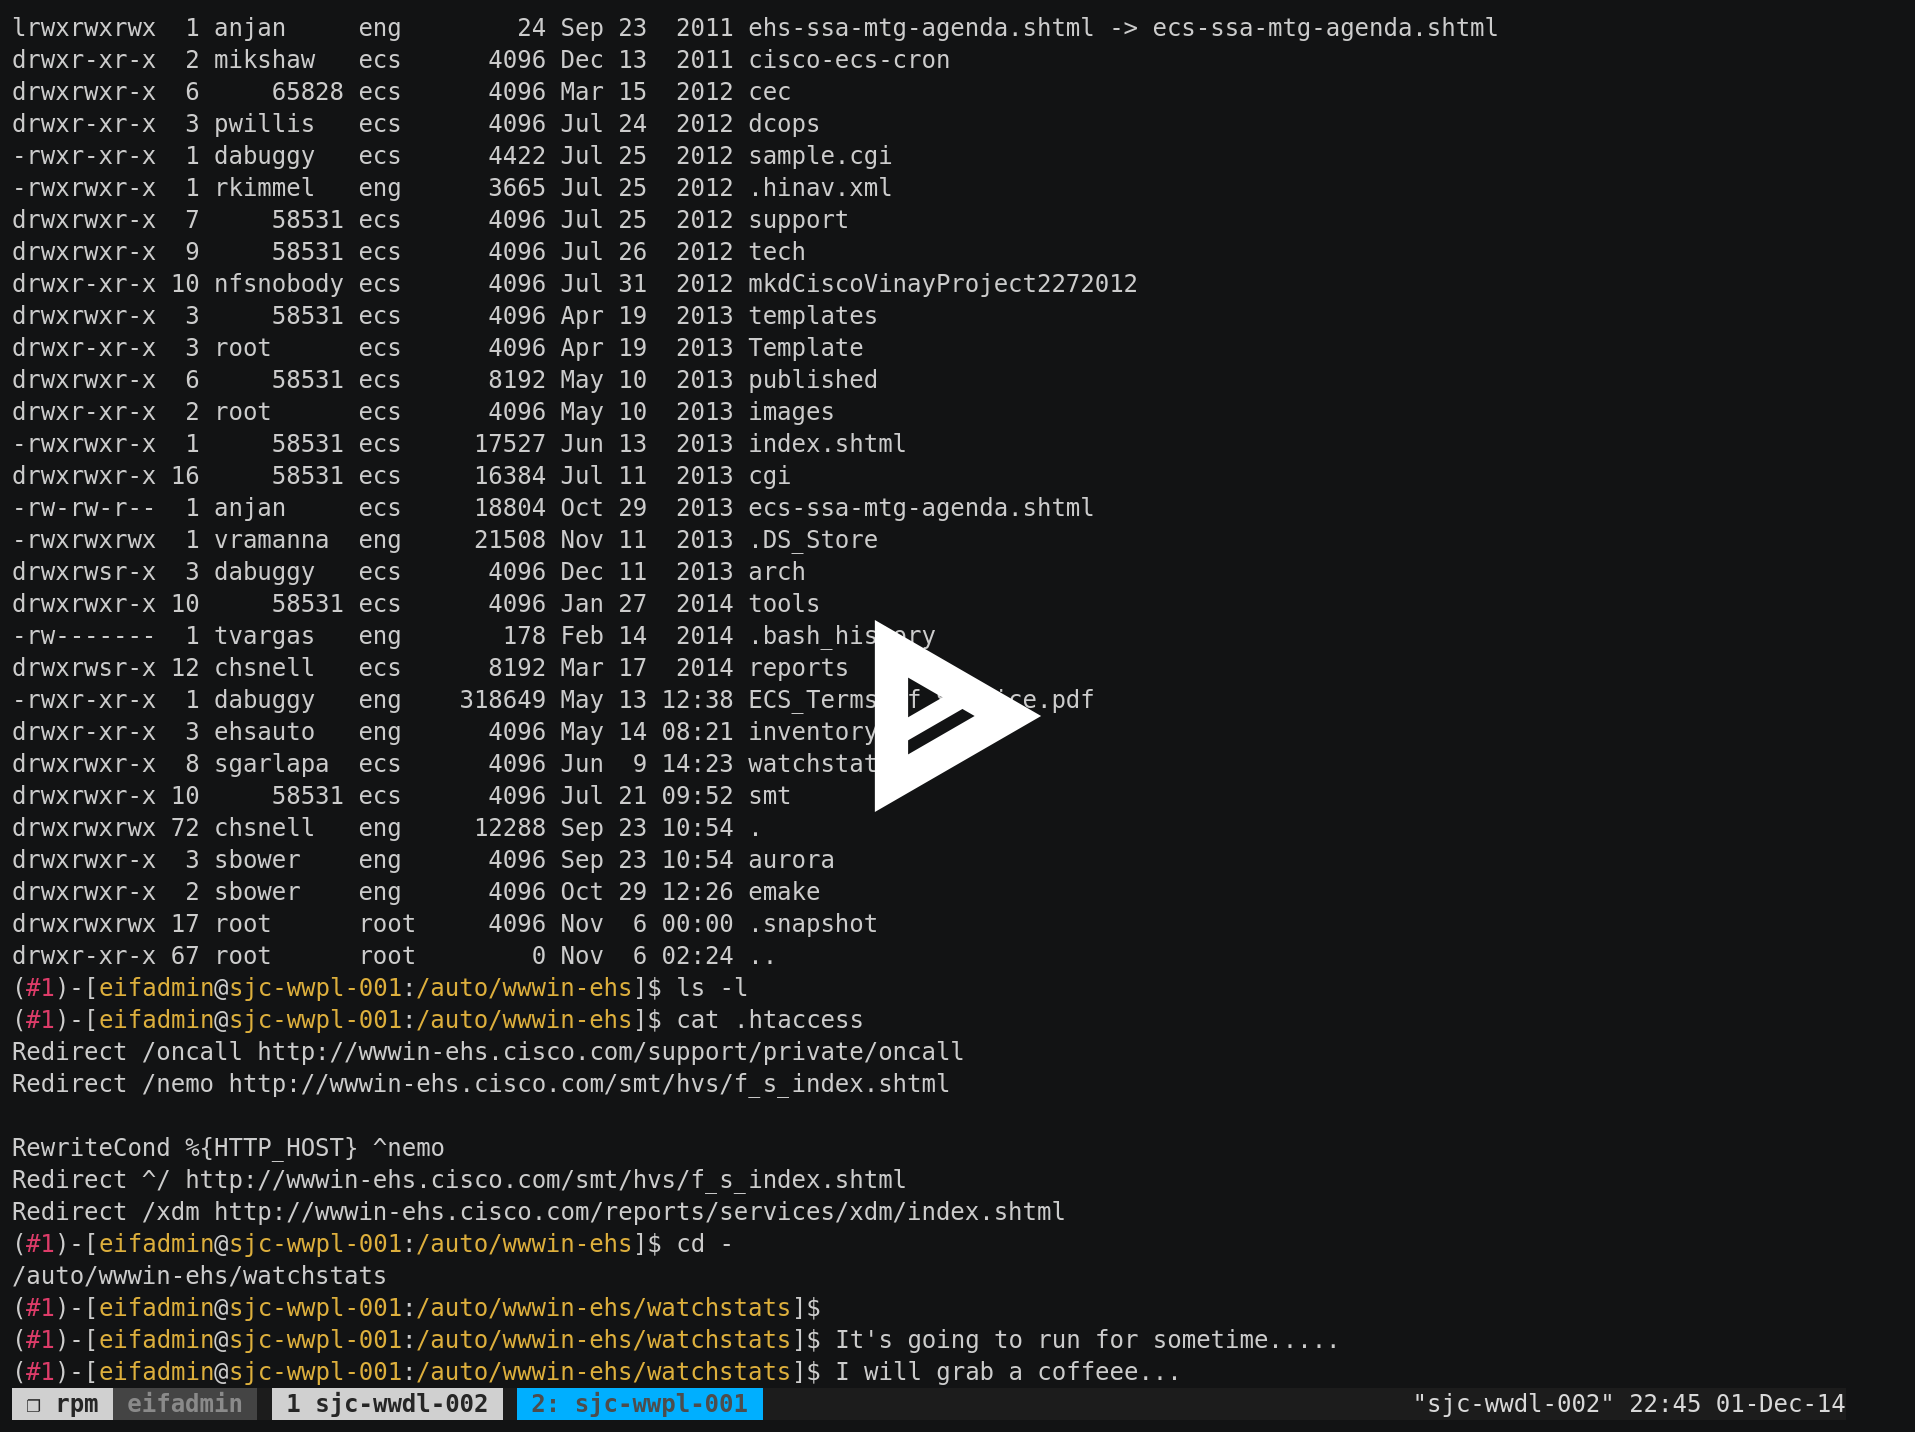 lrwxrwxrwx  1 anjan     eng        24 Sep 23  2011 ehs-ssa-mtg-agenda.shtml -> ecs-ssa-mtg-agenda.shtml
drwxr-xr-x  2 mikshaw   ecs      4096 Dec 13  2011 cisco-ecs-cron
drwxrwxr-x  6     65828 ecs      4096 Mar 15  2012 cec
drwxr-xr-x  3 pwillis   ecs      4096 Jul 24  2012 dcops
-rwxr-xr-x  1 dabuggy   ecs      4422 Jul 25  2012 sample.cgi
-rwxrwxr-x  1 rkimmel   eng      3665 Jul 25  2012 .hinav.xml
drwxrwxr-x  7     58531 ecs      4096 Jul 25  2012 support
drwxrwxr-x  9     58531 ecs      4096 Jul 26  2012 tech
drwxr-xr-x 10 nfsnobody ecs      4096 Jul 31  2012 mkdCiscoVinayProject2272012
drwxrwxr-x  3     58531 ecs      4096 Apr 19  2013 templates
drwxr-xr-x  3 root      ecs      4096 Apr 19  2013 Template
drwxrwxr-x  6     58531 ecs      8192 May 10  2013 published
drwxr-xr-x  2 root      ecs      4096 May 10  2013 images
-rwxrwxr-x  1     58531 ecs     17527 Jun 13  2013 index.shtml
drwxrwxr-x 16     58531 ecs     16384 Jul 11  2013 cgi
-rw-rw-r--  1 anjan     ecs     18804 Oct 29  2013 ecs-ssa-mtg-agenda.shtml
-rwxrwxrwx  1 vramanna  eng     21508 Nov 11  2013 .DS_Store
drwxrwsr-x  3 dabuggy   ecs      4096 Dec 11  2013 arch
drwxrwxr-x 10     58531 ecs      4096 Jan 27  2014 tools
-rw-------  1 tvargas   eng       178 Feb 14  2014 .bash_history
drwxrwsr-x 12 chsnell   ecs      8192 Mar 17  2014 reports
-rwxr-xr-x  1 dabuggy   eng    318649 May 13 12:38
drwxr-xr-x  3 ehsauto   eng      4096 May 14 08:21 inventory
drwxrwxr-x  8 sgarlapa  ecs      4096 Jun  9 14:23 watchstats
drwxrwxr-x 10     58531 ecs      4096 Jul 21 09:52 smt
drwxrwxrwx 72 chsnell   eng     12288 Sep 23 10:54 .
drwxrwxr-x  3 sbower    eng      4096 Sep 23 10:54 aurora
drwxrwxr-x  2 sbower    eng      4096 Oct 29 12:26 emake
drwxrwxrwx 17 root      root     4096 Nov  6 00:00 .snapshot
drwxr-xr-x 67 root      root        0 Nov  6 02:24 ..
(#1)-[eifadmin@sjc-wwpl-001:/auto/wwwin-ehs]$ ls -l
(#1)-[eifadmin@sjc-wwpl-001:/auto/wwwin-ehs]$ cat .htaccess
Redirect /oncall http://wwwin-ehs.cisco.com/support/private/oncall
Redirect /nemo http://wwwin-ehs.cisco.com/smt/hvs/f_s_index.shtml
RewriteCond %{HTTP_HOST} ^nemo
Redirect ^/ http://wwwin-ehs.cisco.com/smt/hvs/f_s_index.shtml
Redirect /xdm http://wwwin-ehs.cisco.com/reports/services/xdm/index.shtml
(#1)-[eifadmin@sjc-wwpl-001:/auto/wwwin-ehs]$ cd -
/auto/wwwin-ehs/watchstats
(#1)-[eifadmin@sjc-wwpl-001:/auto/wwwin-ehs/watchstats]$
(#1)-[eifadmin@sjc-wwpl-001:/auto/wwwin-ehs/watchstats]$ It's going to run for sometime.....
(#1)-[eifadmin@sjc-wwpl-001:/auto/wwwin-ehs/watchstats]$ I will grab a coffeee...
❐ rpm eifadmin 1 sjc-wwdl-002 2: sjc-wwpl-001 "sjc-wwdl-002" 22:45 01-Dec-14